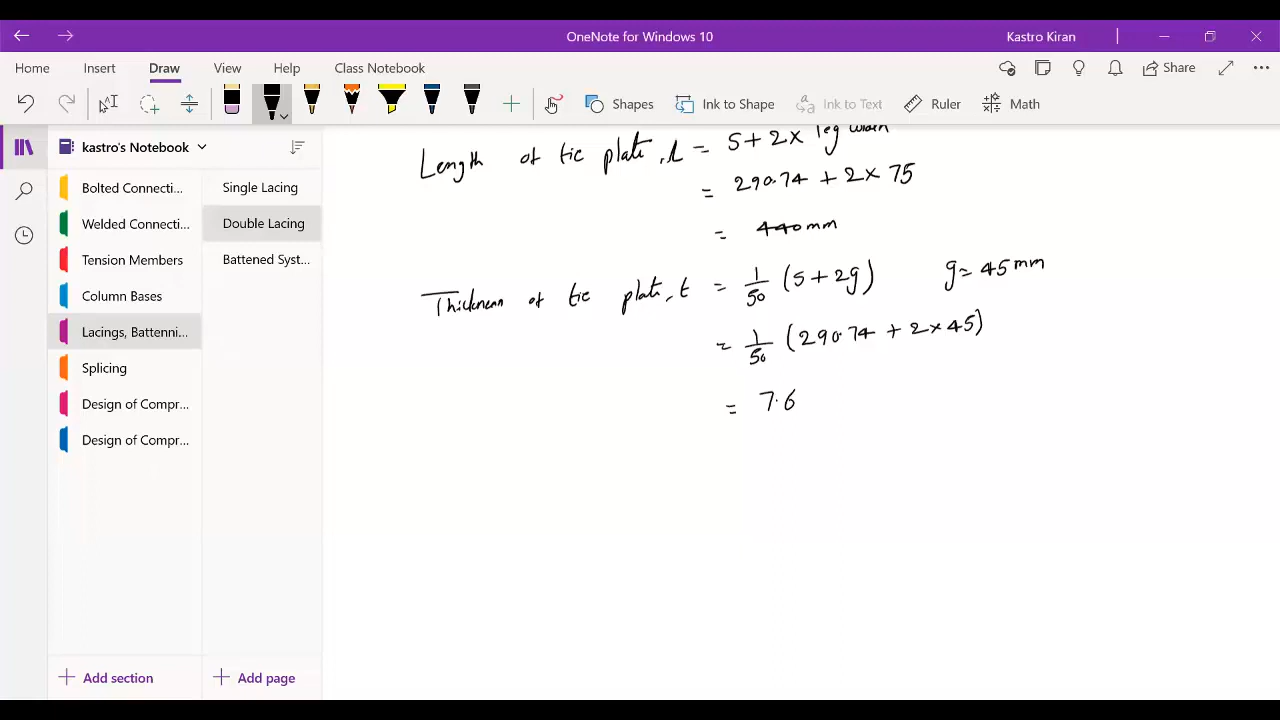 OneNote for Windows 10
Kastro Kiran
Home Insert Draw View Help Class Notebook
Share
Shapes Ink to Shape Ink to Text Ruler Math
kastro's Notebook
Bolted Connecti...
Welded Connecti...
Tension Members
Column Bases
Lacings, Battenni...
Splicing
Design of Compr...
Design of Compr...
Add section
Single Lacing
Double Lacing
Battened Syst...
Add page
Length of tie plate, l = S + 2 x leg width
= 290.74 + 2 x 75
= 440 mm
Thickness of tie plate, t = 1/50 (S + 2g) g = 45 mm
= 1/50 (290.74 + 2 x 45)
= 7.6